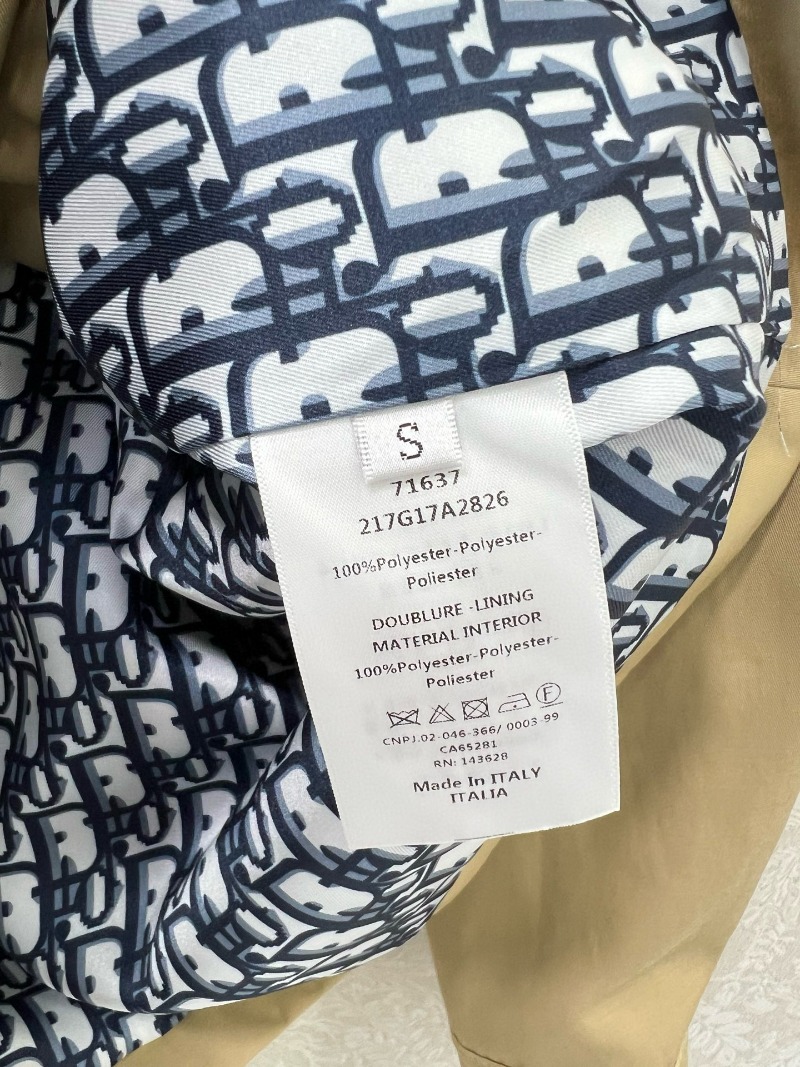 S
71637
217G17A2826
100%Polyester-Polyester-
Poliester
DOUBLURE -LINING
MATERIAL INTERIOR
100%Polyester-Polyester-
Poliester
F
CNPJ.02-046-366/ 0003-99
CA65281
RN: 143628
Made In ITALY
ITALIA